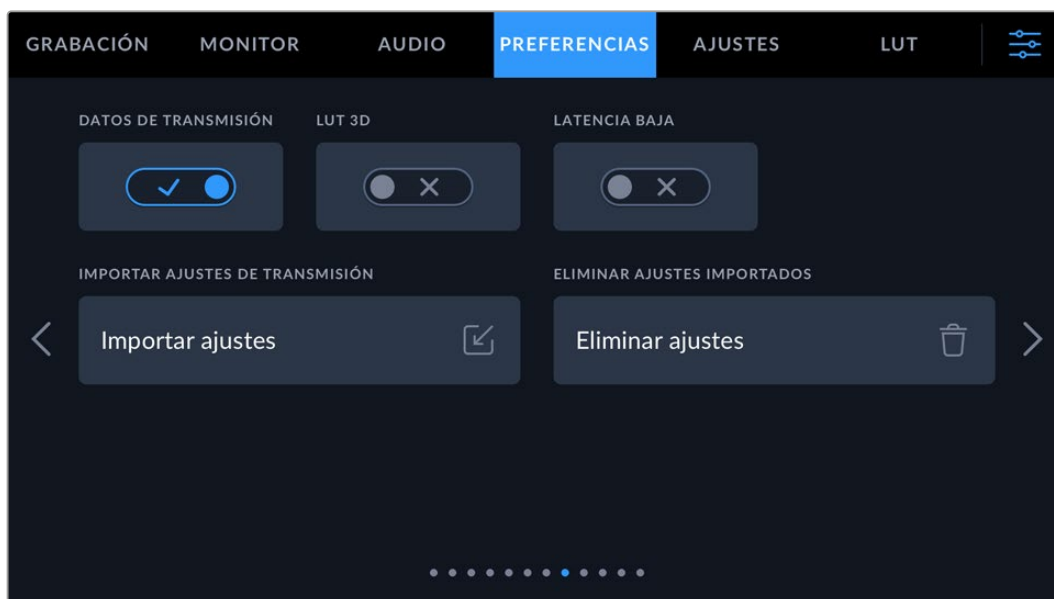 GRABACIÓN MONITOR AUDIO PREFERENCIAS AJUSTES LUT
DATOS DE TRANSMISIÓN LUT 3D LATENCIA BAJA
IMPORTAR AJUSTES DE TRANSMISIÓN ELIMINAR AJUSTES IMPORTADOS
Importar ajustes Eliminar ajustes